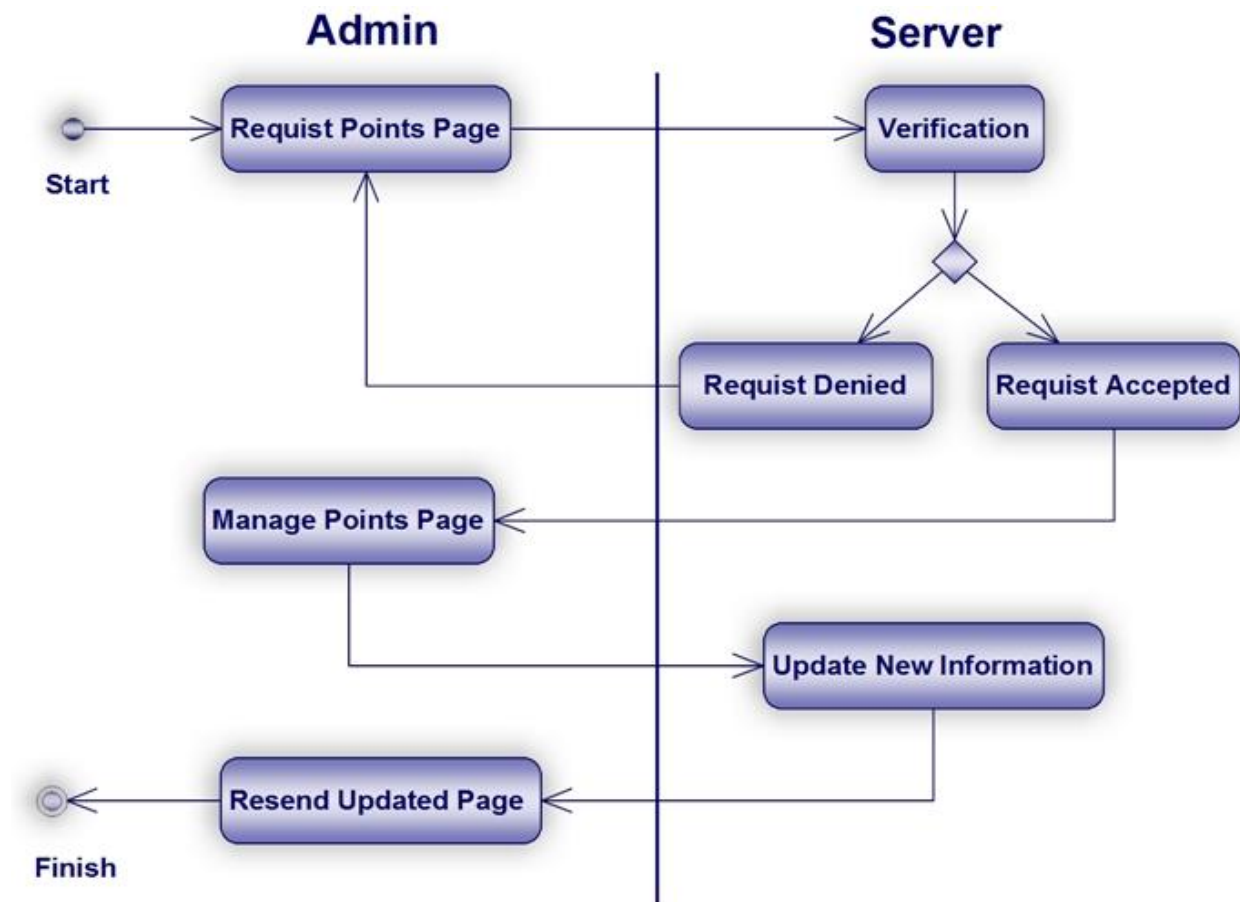 Admin
Server
Requist Points Page
Verification
Start
Requist Denied
Requist Accepted
Manage Points Page
Update New Information
Resend Updated Page
Finish